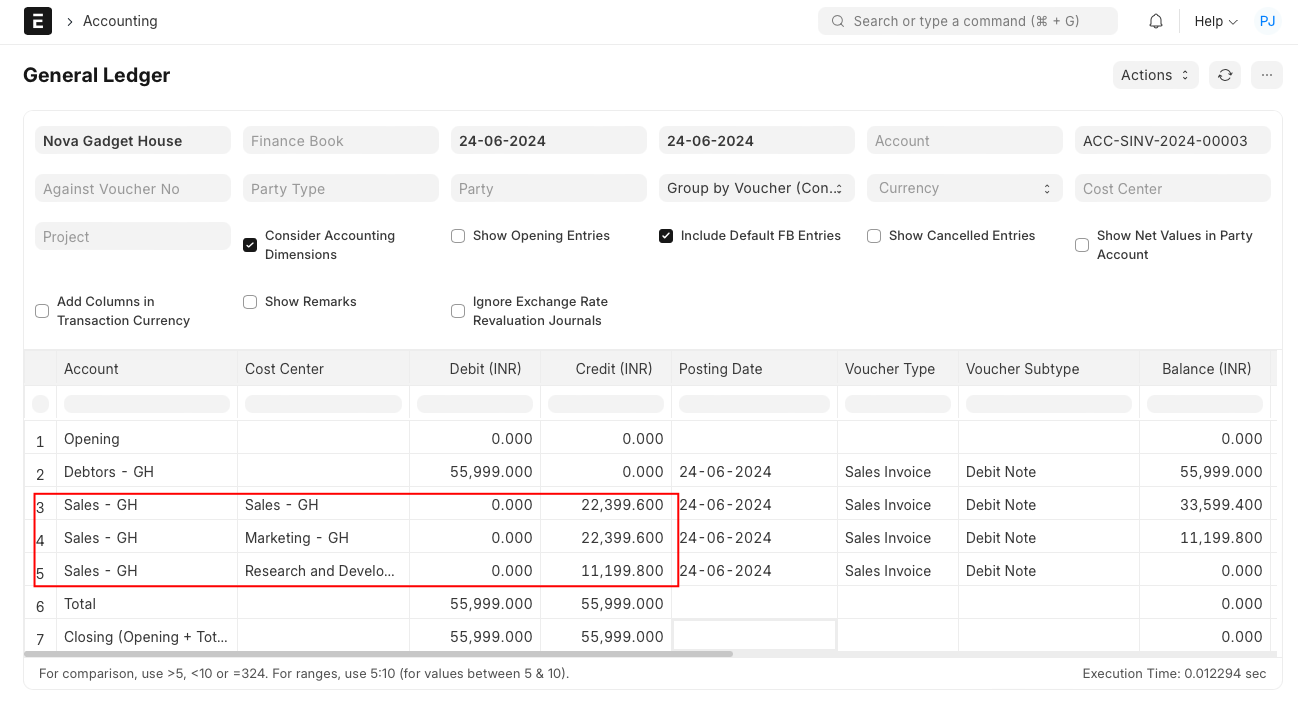 E > Accounting Search or type a command (⌘ + G) Help PJ
General Ledger Actions ...
Nova Gadget House Finance Book 24-06-2024 24-06-2024 Account ACC-SINV-2024-00003
Against Voucher No Party Type Party Group by Voucher (Con... Currency Cost Center
Project
Consider Accounting
Dimensions
Show Opening Entries
Include Default FB Entries
Show Cancelled Entries
Show Net Values in Party
Account
Add Columns in
Transaction Currency
Show Remarks
Ignore Exchange Rate
Revaluation Journals
Account Cost Center Debit (INR) Credit (INR) Posting Date Voucher Type Voucher Subtype Balance (INR)
1 Opening 0.000 0.000 0.000
2 Debtors - GH 55,999.000 0.000 24-06-2024 Sales Invoice Debit Note 55,999.000
3 Sales - GH Sales - GH 0.000 22,399.600 24-06-2024 Sales Invoice Debit Note 33,599.400
4 Sales - GH Marketing - GH 0.000 22,399.600 24-06-2024 Sales Invoice Debit Note 11,199.800
5 Sales - GH Research and Develo... 0.000 11,199.800 24-06-2024 Sales Invoice Debit Note 0.000
6 Total 55,999.000 55,999.000 0.000
7 Closing (Opening + Tot... 55,999.000 55,999.000 0.000
For comparison, use >5, <10 or =324. For ranges, use 5:10 (for values between 5 & 10). Execution Time: 0.012294 sec